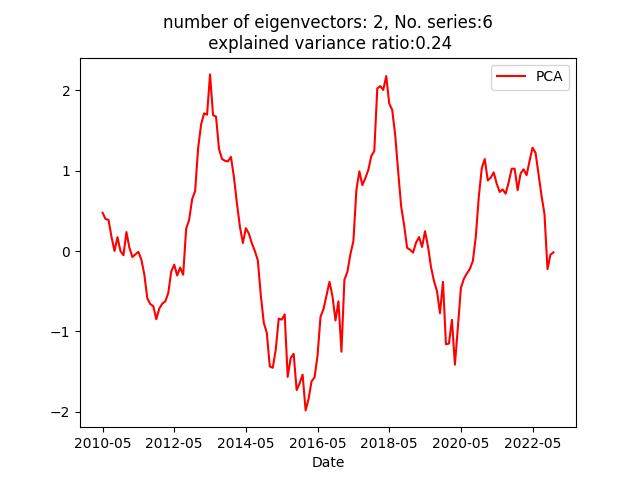 number of eigenvectors: 2, No. series:6
explained variance ratio:0.24
PCA
2
1
0
−1
−2
2010-05 2012-05 2014-05 2016-05 2018-05 2020-05 2022-05
Date